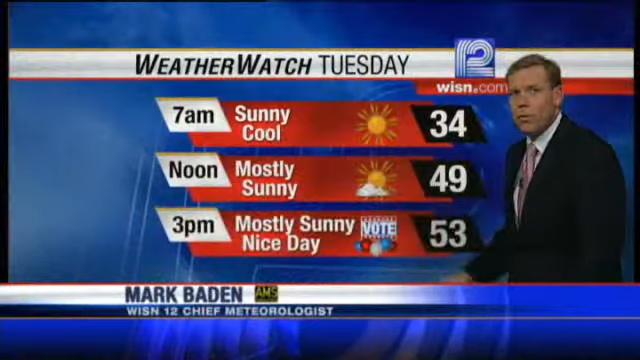 WEATHERWATCH TUESDAY
12
wisn.com
7am
Sunny
Cool
34
Noon
Mostly
Sunny
49
3pm
Mostly Sunny
Nice Day
VOTE
53
MARK BADEN AMS
WISN 12 CHIEF METEOROLOGIST